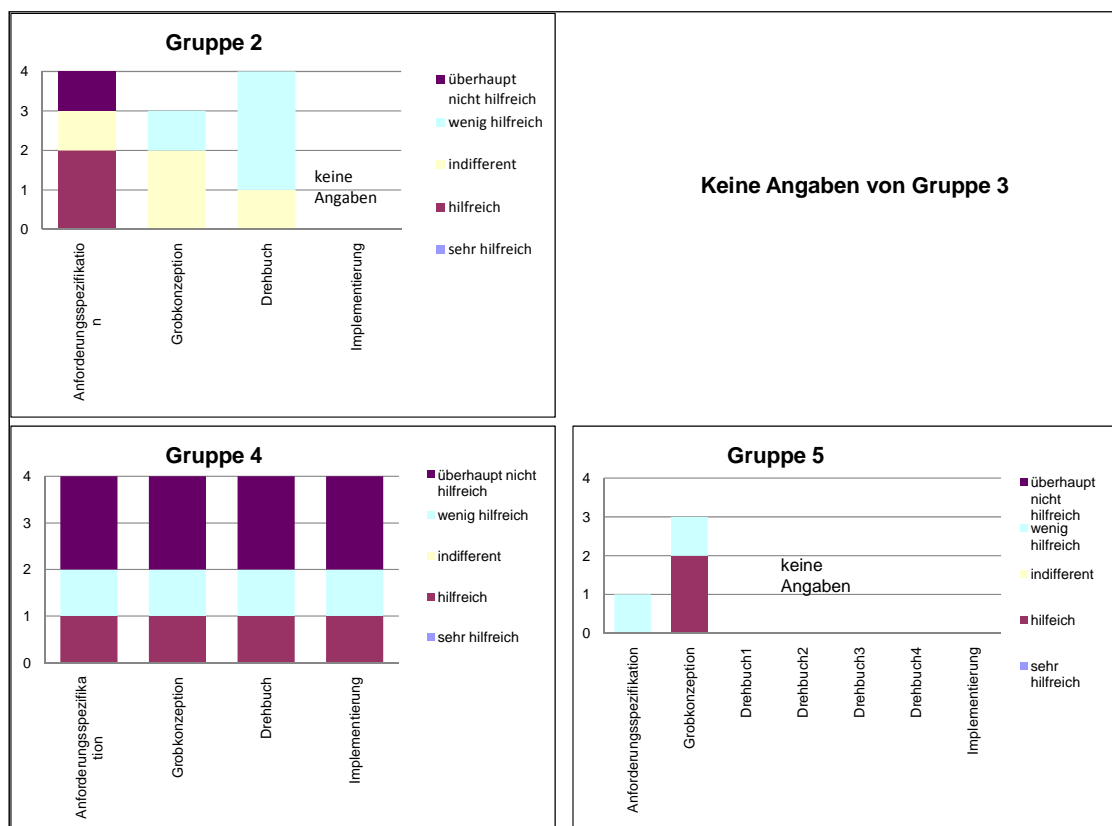 Gruppe 2
4
3
2
1
0
keine
Angaben
Anforderungsspezifikatio
n
Grobkonzeption
Drehbuch
Implementierung
überhaupt
nicht hilfreich
wenig hilfreich
indifferent
hilfreich
sehr hilfreich
Keine Angaben von Gruppe 3
Gruppe 4
4
3
2
1
0
Anforderungsspezifika
tion
Grobkonzeption
Drehbuch
Implementierung
überhaupt nicht
hilfreich
wenig hilfreich
indifferent
hilfreich
sehr hilfreich
Gruppe 5
4
3
2
1
0
keine
Angaben
Anforderungsspezifikation
Grobkonzeption
Drehbuch1
Drehbuch2
Drehbuch3
Drehbuch4
Implementierung
überhaupt
nicht
hilfreich
wenig
hilfreich
indifferent
hilfeich
sehr
hilfreich